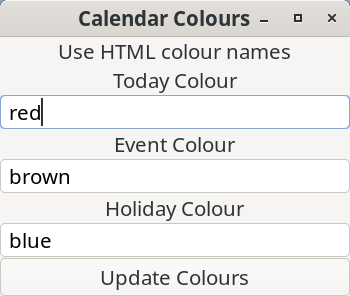 Calendar Colours
Use HTML colour names
Today Colour
red
Event Colour
brown
Holiday Colour
blue
Update Colours